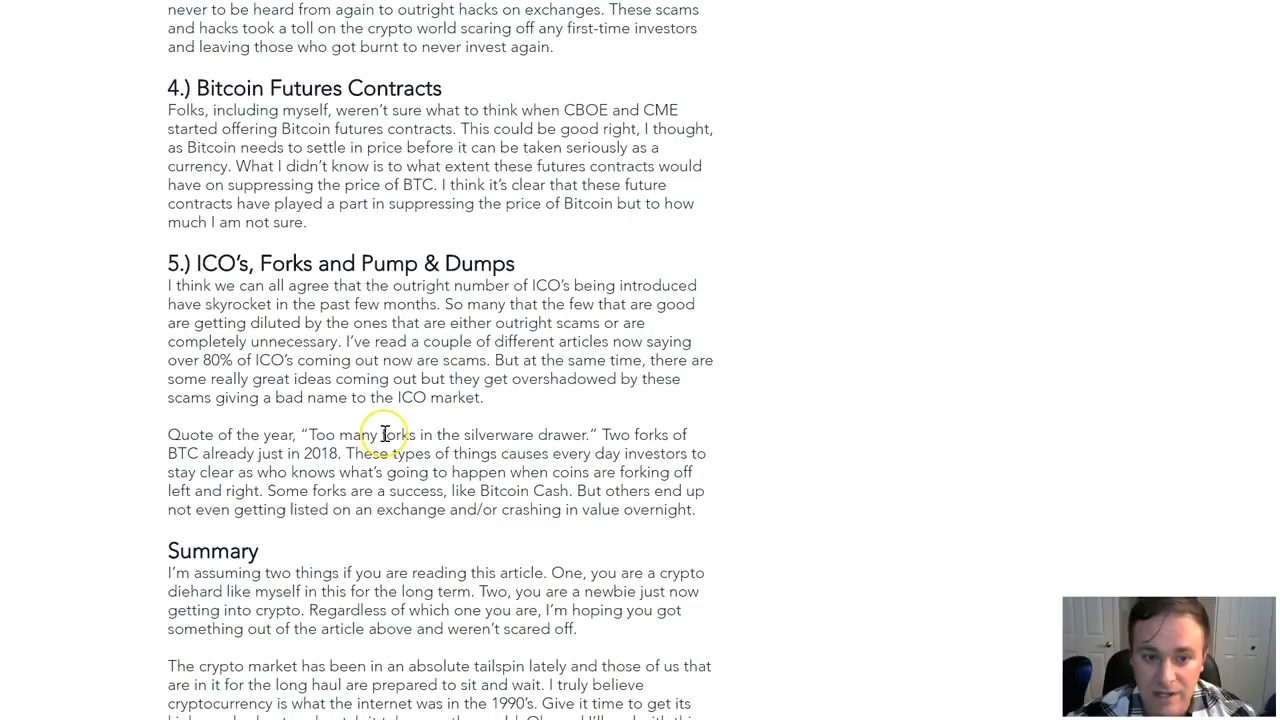 never to be heard from again to outright hacks on exchanges. These scams
and hacks took a toll on the crypto world scaring off any first-time investors
and leaving those who got burnt to never invest again.
4.) Bitcoin Futures Contracts
Folks, including myself, weren’t sure what to think when CBOE and CME
started offering Bitcoin futures contracts. This could be good right, I thought,
as Bitcoin needs to settle in price before it can be taken seriously as a
currency. What I didn’t know is to what extent these futures contracts would
have on suppressing the price of BTC. I think it’s clear that these future
contracts have played a part in suppressing the price of Bitcoin but to how
much I am not sure.
5.) ICO’s, Forks and Pump & Dumps
I think we can all agree that the outright number of ICO’s being introduced
have skyrocket in the past few months. So many that the few that are good
are getting diluted by the ones that are either outright scams or are
completely unnecessary. I’ve read a couple of different articles now saying
over 80% of ICO’s coming out now are scams. But at the same time, there are
some really great ideas coming out but they get overshadowed by these
scams giving a bad name to the ICO market.
Quote of the year, “Too many forks in the silverware drawer.” Two forks of
BTC already just in 2018. These types of things causes every day investors to
stay clear as who knows what’s going to happen when coins are forking off
left and right. Some forks are a success, like Bitcoin Cash. But others end up
not even getting listed on an exchange and/or crashing in value overnight.
Summary
I’m assuming two things if you are reading this article. One, you are a crypto
diehard like myself in this for the long term. Two, you are a newbie just now
getting into crypto. Regardless of which one you are, I’m hoping you got
something out of the article above and weren’t scared off.
The crypto market has been in an absolute tailspin lately and those of us that
are in it for the long haul are prepared to sit and wait. I truly believe
cryptocurrency is what the internet was in the 1990’s. Give it time to get its